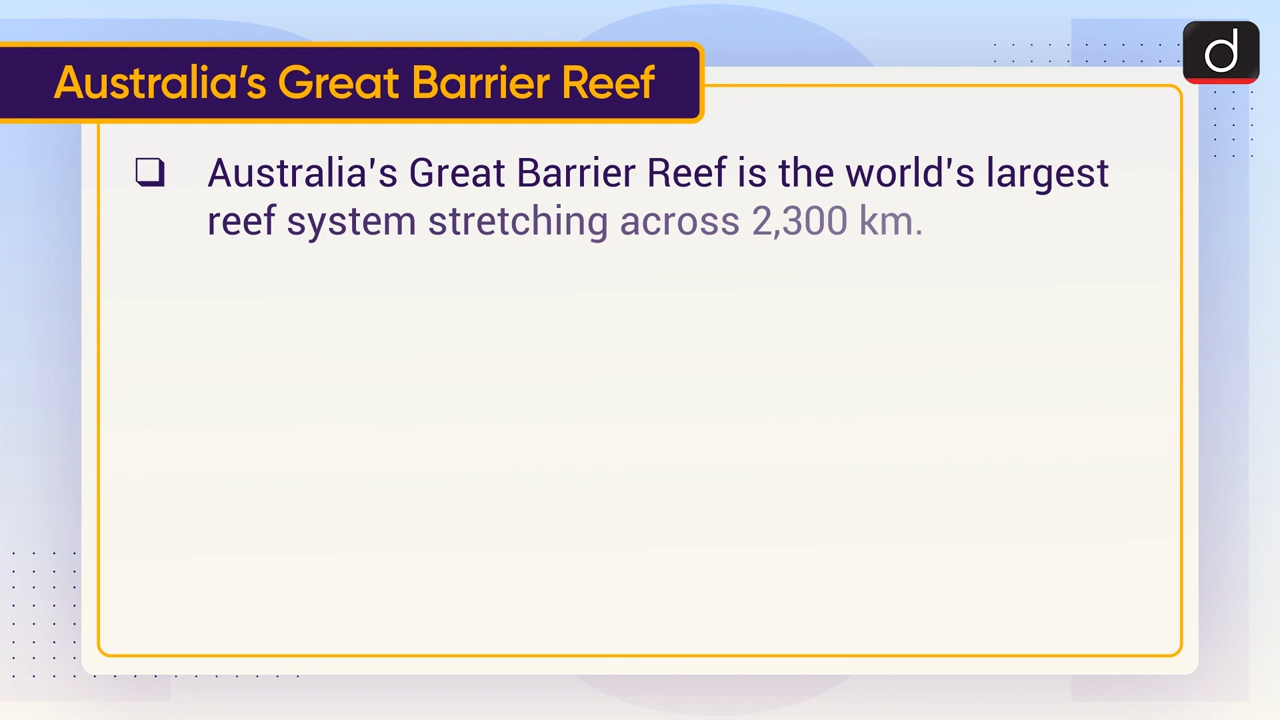 Australia's Great Barrier Reef
d
❑ Australia's Great Barrier Reef is the world's largest
reef system stretching across 2,300 km.